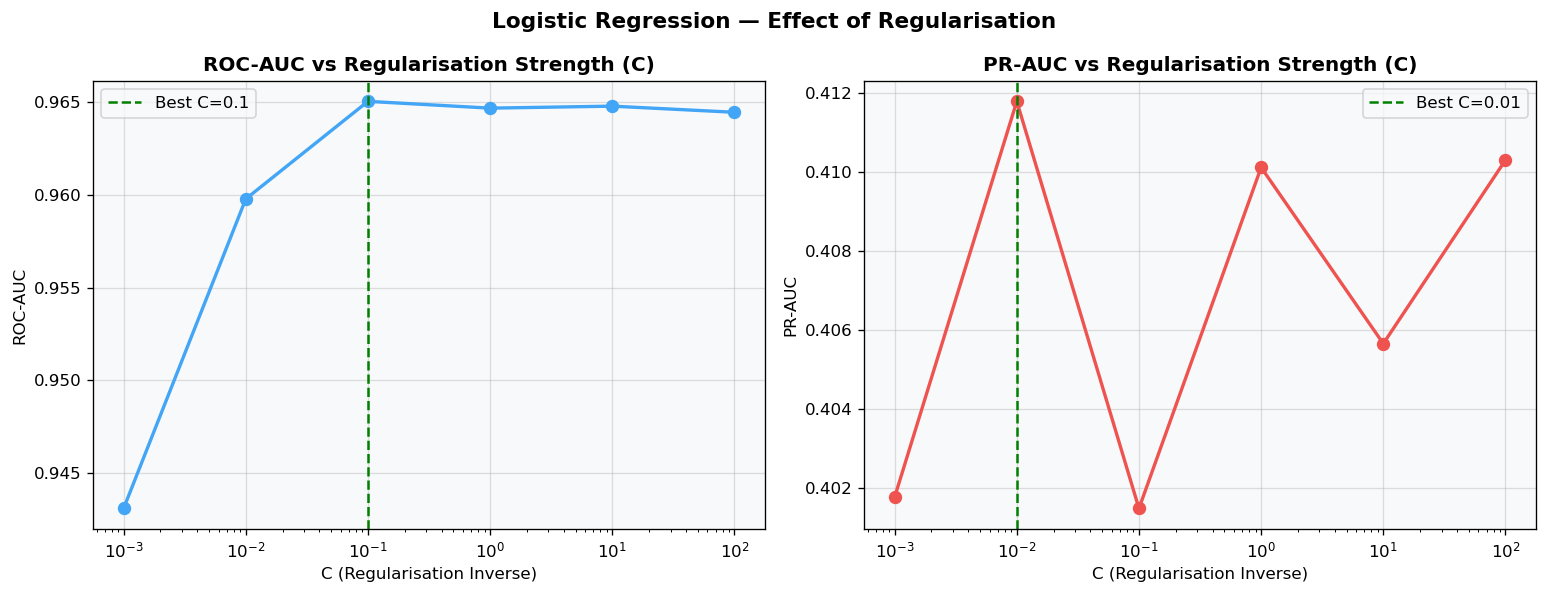 Logistic Regression — Effect of Regularisation
ROC-AUC vs Regularisation Strength (C)
Best C=0.1
ROC-AUC
0.965
0.960
0.955
0.950
0.945
10⁻³ 10⁻² 10⁻¹ 10⁰ 10¹ 10²
C (Regularisation Inverse)
PR-AUC vs Regularisation Strength (C)
Best C=0.01
PR-AUC
0.412
0.410
0.408
0.406
0.404
0.402
10⁻³ 10⁻² 10⁻¹ 10⁰ 10¹ 10²
C (Regularisation Inverse)